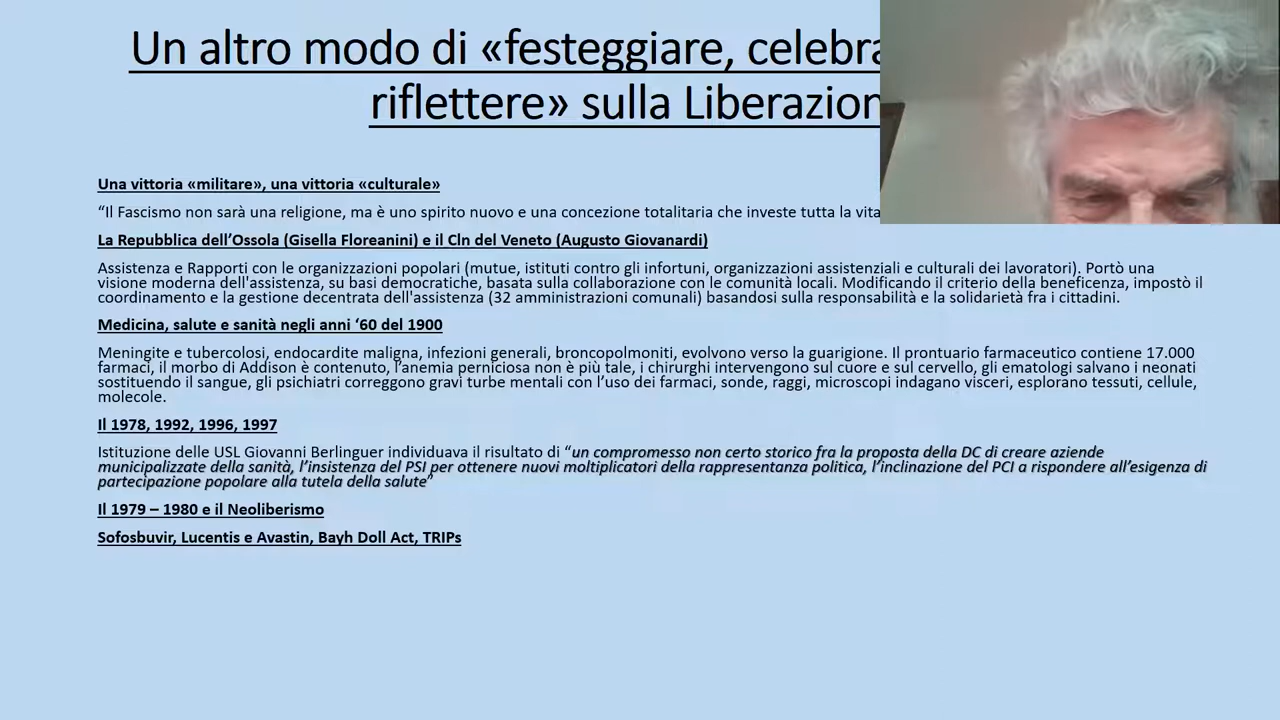 Un altro modo di «festeggiare,
riflettere» sulla
Una vittoria «militare», una vittoria «culturale»
“Il Fascismo non sarà una religione, ma è uno spirito nuovo e una concezione totalitaria che investe tutta la vita
La Repubblica dell’Ossola (Gisella Floreanini) e il Cln del Veneto (Augusto Giovanardi)
Assistenza e Rapporti con le organizzazioni popolari (mutue, istituti contro gli infortuni, organizzazioni assistenziali e culturali dei lavoratori). Portò una
visione moderna dell'assistenza, su basi democratiche, basata sulla collaborazione con le comunità locali. Modificando il criterio della beneficenza, impostò il
coordinamento e la gestione decentrata dell'assistenza (32 amministrazioni comunali) basandosi sulla responsabilità e la solidarietà fra i cittadini.
Medicina, salute e sanità negli anni ‘60 del 1900
Meningite e tubercolosi, endocardite maligna, infezioni generali, broncopolmoniti, evolvono verso la guarigione. Il prontuario farmaceutico contiene 17.000
farmaci, il morbo di Addison è contenuto, l’anemia perniciosa non è più tale, i chirurghi intervengono sul cuore e sul cervello, gli ematologi salvano i neonati
sostituendo il sangue, gli psichiatri correggono gravi turbe mentali con l’uso dei farmaci, sonde, raggi, microscopi indagano visceri, esplorano tessuti, cellule,
molecole.
Il 1978, 1992, 1996, 1997
Istituzione delle USL Giovanni Berlinguer individuava il risultato di “un compromesso non certo storico fra la proposta della DC di creare aziende
municipalizzate della sanità, l’insistenza del PSI per ottenere nuovi moltiplicatori della rappresentanza politica, l’inclinazione del PCI a rispondere all’esigenza di
partecipazione popolare alla tutela della salute”
Il 1979 – 1980 e il Neoliberismo
Sofosbuvir, Lucentis e Avastin, Bayh Doll Act, TRIPs